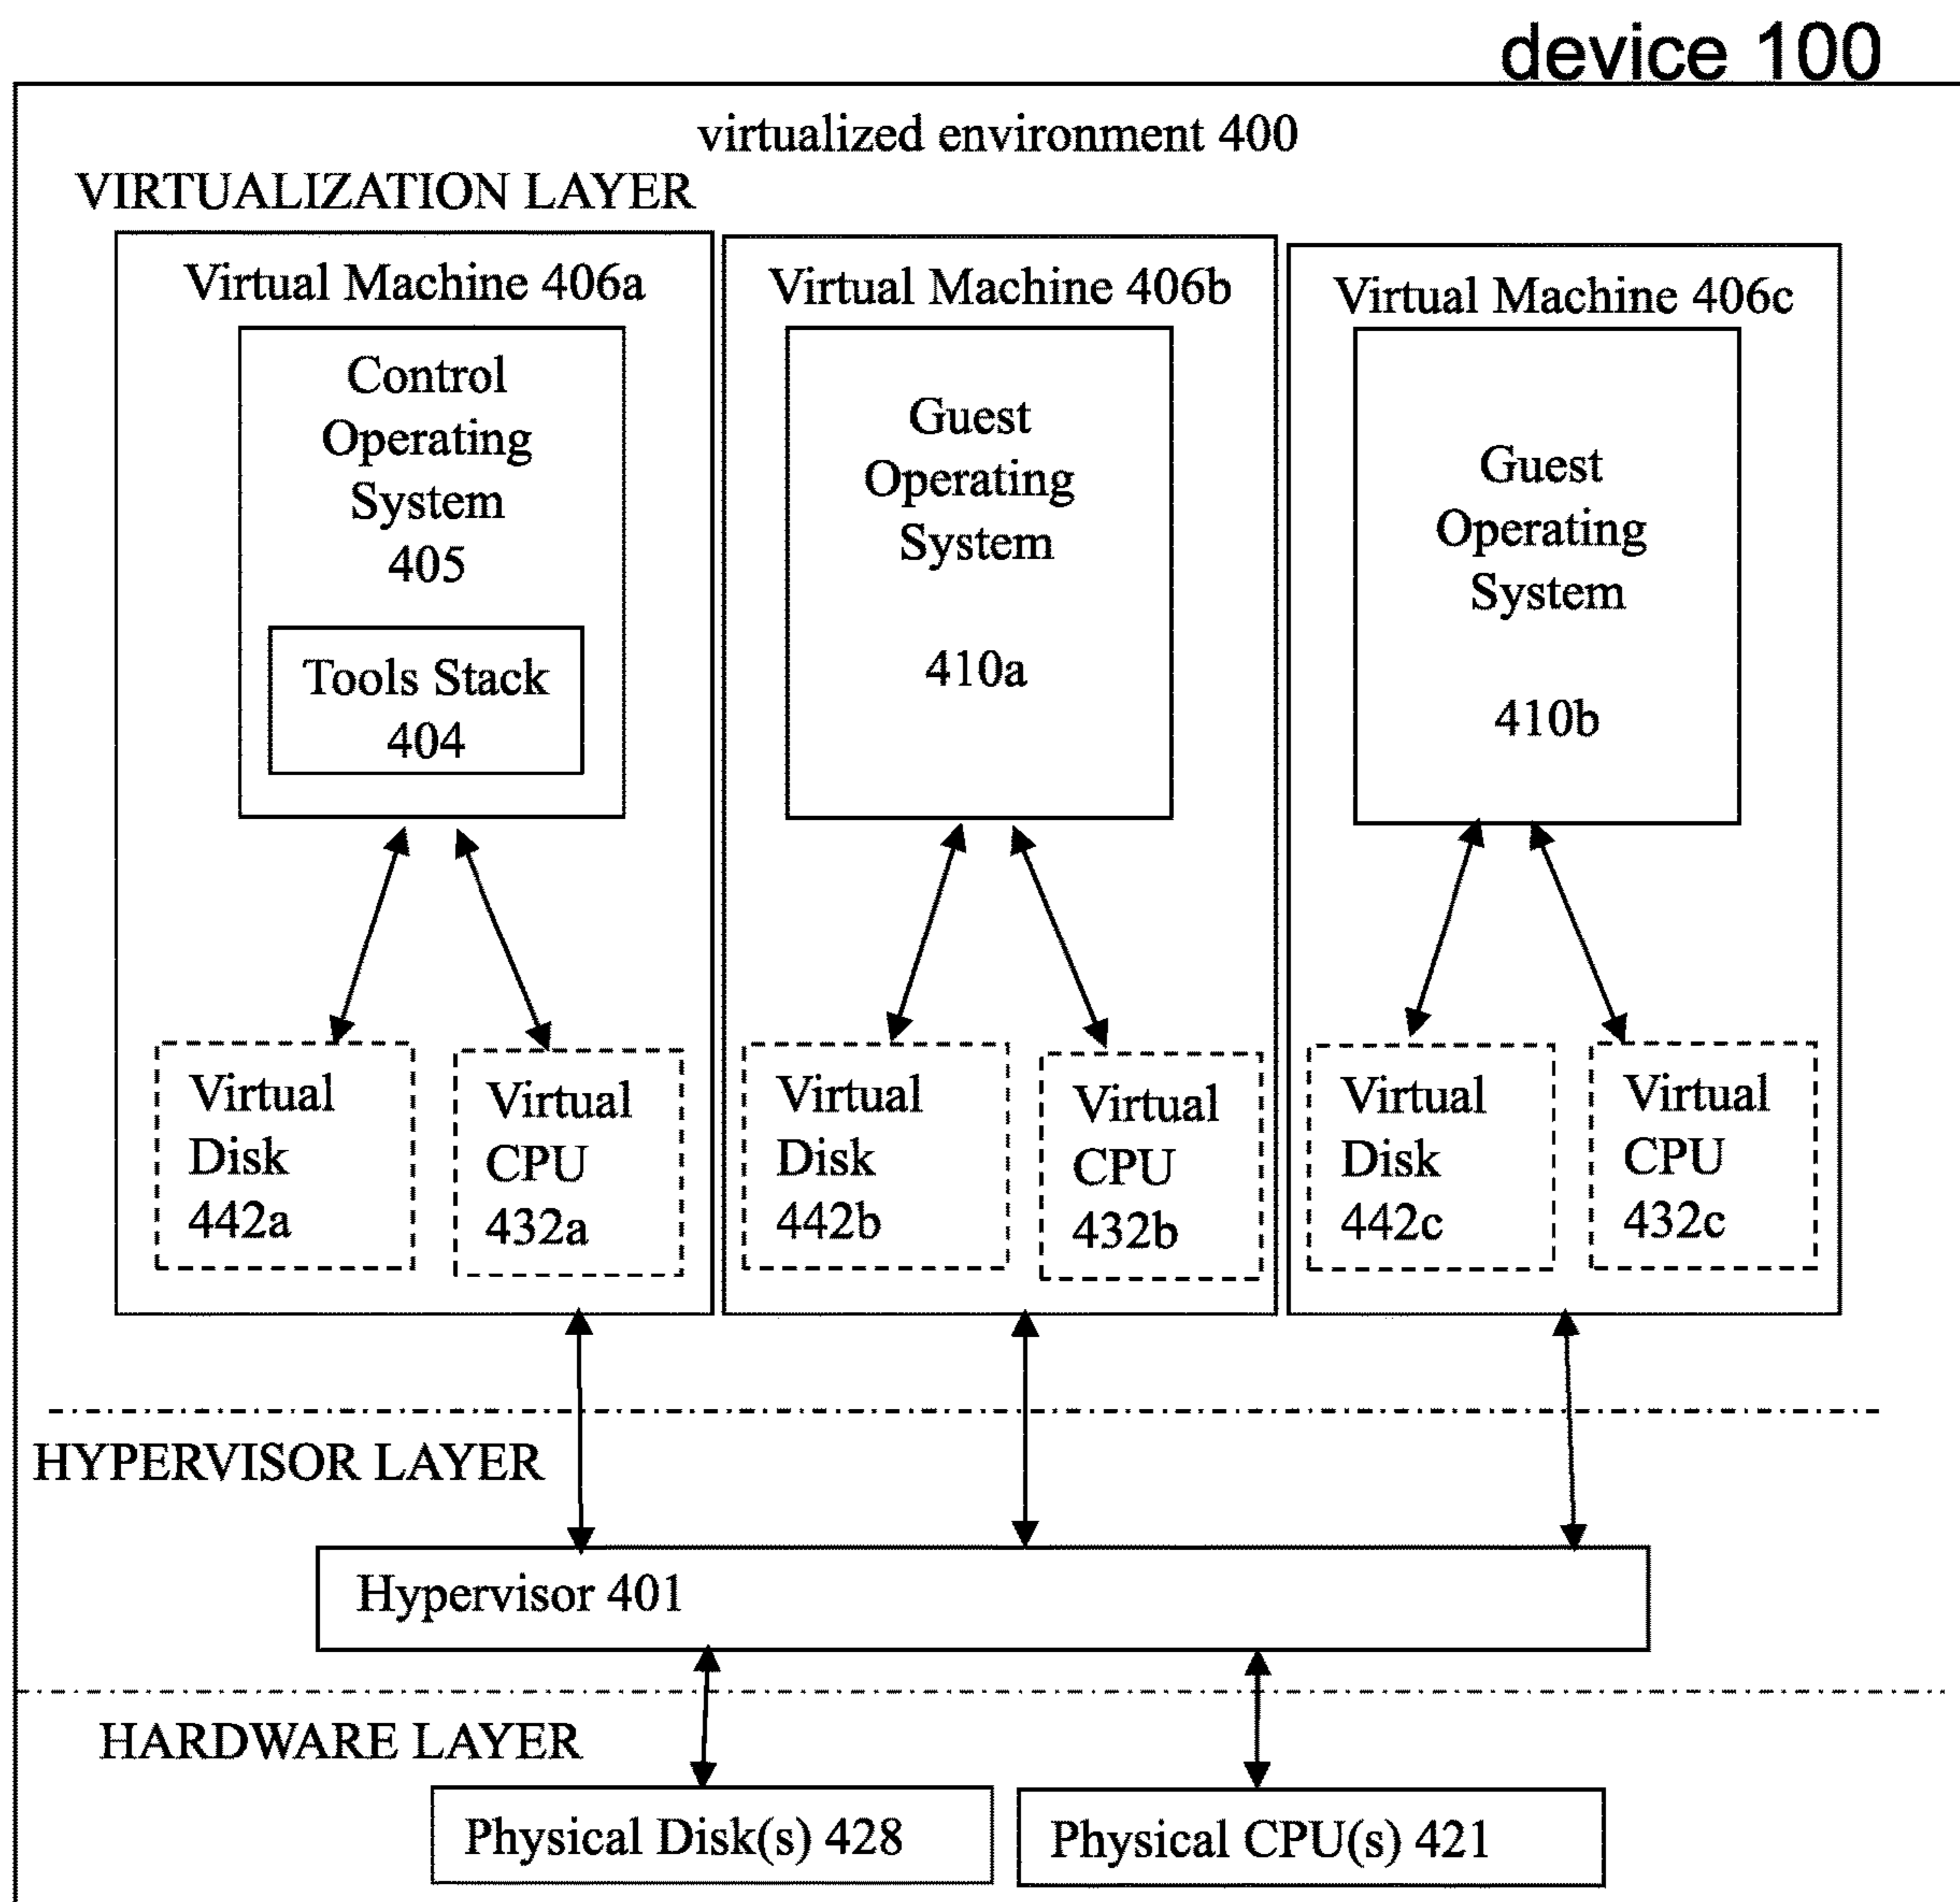 device 100
virtualized environment 400
VIRTUALIZATION LAYER
Virtual Machine 406a
Control
Operating
System
405
Tools Stack
404
Virtual
Disk
442a
Virtual
CPU
432a
Virtual Machine 406b
Guest
Operating
System
410a
Virtual
Disk
442b
Virtual
CPU
432b
Virtual Machine 406c
Guest
Operating
System
410b
Virtual
Disk
442c
Virtual
CPU
432c
HYPERVISOR LAYER
Hypervisor 401
HARDWARE LAYER
Physical Disk(s) 428
Physical CPU(s) 421